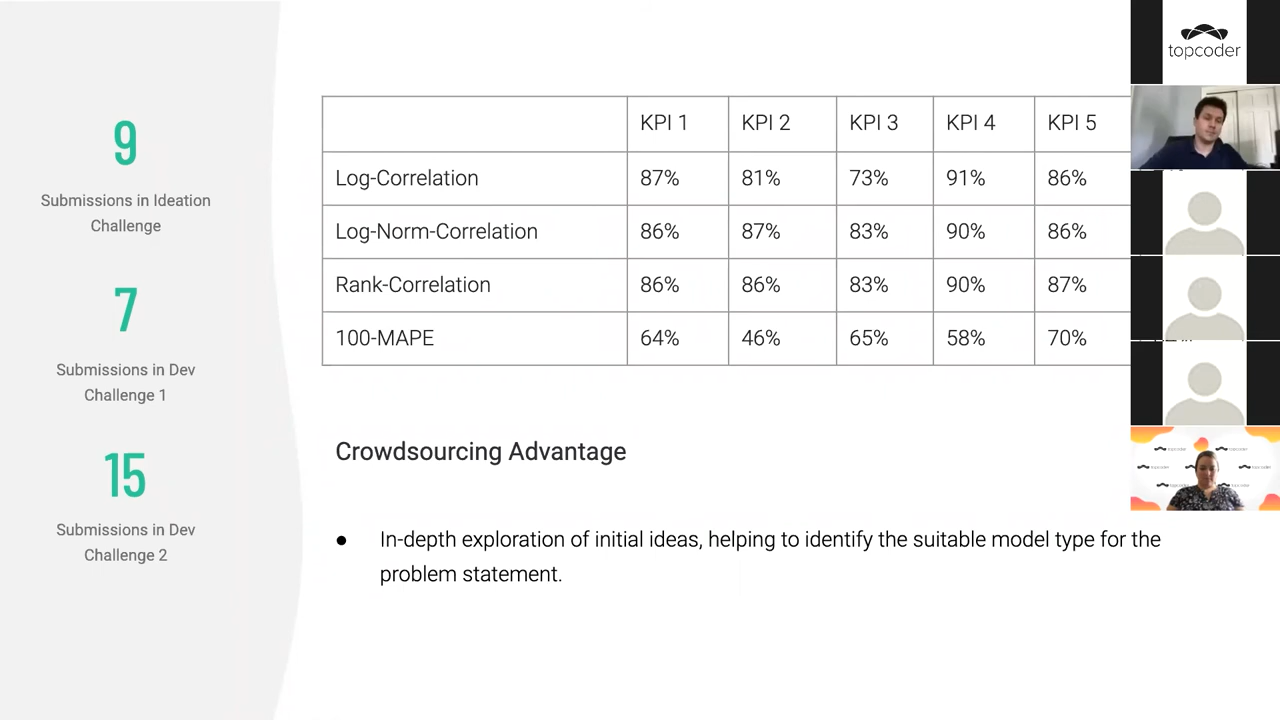 9
Submissions in Ideation
Challenge
7
Submissions in Dev
Challenge 1
15
Submissions in Dev
Challenge 2
KPI 1 KPI 2 KPI 3 KPI 4 KPI 5
Log-Correlation 87% 81% 73% 91% 86%
Log-Norm-Correlation 86% 87% 83% 90% 86%
Rank-Correlation 86% 86% 83% 90% 87%
100-MAPE 64% 46% 65% 58% 70%
Crowdsourcing Advantage
● In-depth exploration of initial ideas, helping to identify the suitable model type for the
problem statement.
topcoder